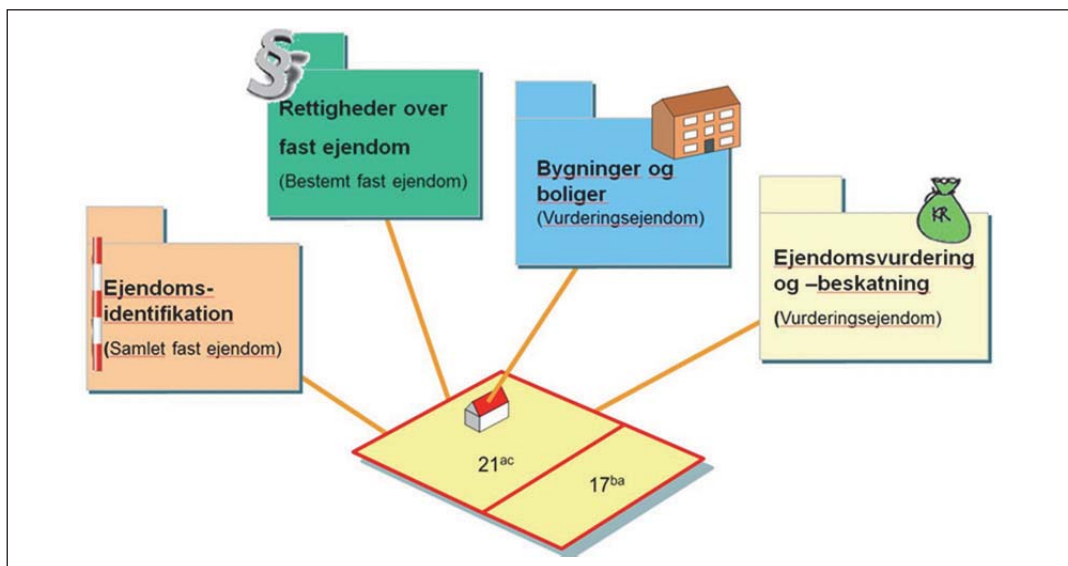 §
Rettigheder over
fast ejendom
(Bestemt fast ejendom)
Bygninger og
boliger
(Vurderingsejendom)
KR
Ejendomsvurdering
og –beskatning
(Vurderingsejendom)
Ejendoms-
identifikation
(Samlet fast ejendom)
21ac
17ba